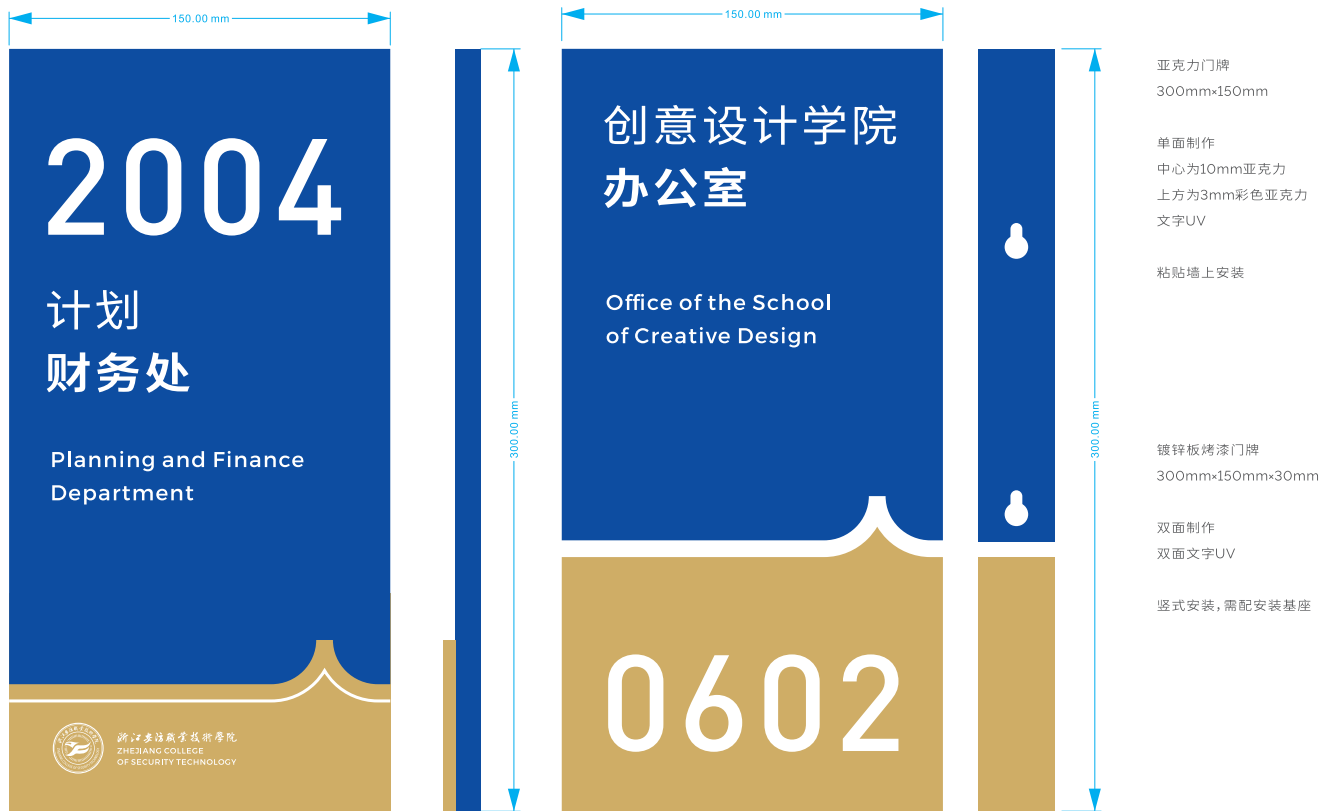 150.00 mm
2004
计划
财务处
Planning and Finance
Department
浙江安防職業技術學院
ZHEJIANG COLLEGE
OF SECURITY TECHNOLOGY
300.00 mm
150.00 mm
创意设计学院
办公室
Office of the School
of Creative Design
0602
300.00 mm
亚克力门牌
300mm×150mm
单面制作
中心为10mm亚克力
上方为3mm彩色亚克力
文字UV
粘贴墙上安装
镀锌板烤漆门牌
300mm×150mm×30mm
双面制作
双面文字UV
竖式安装，需配安装基座